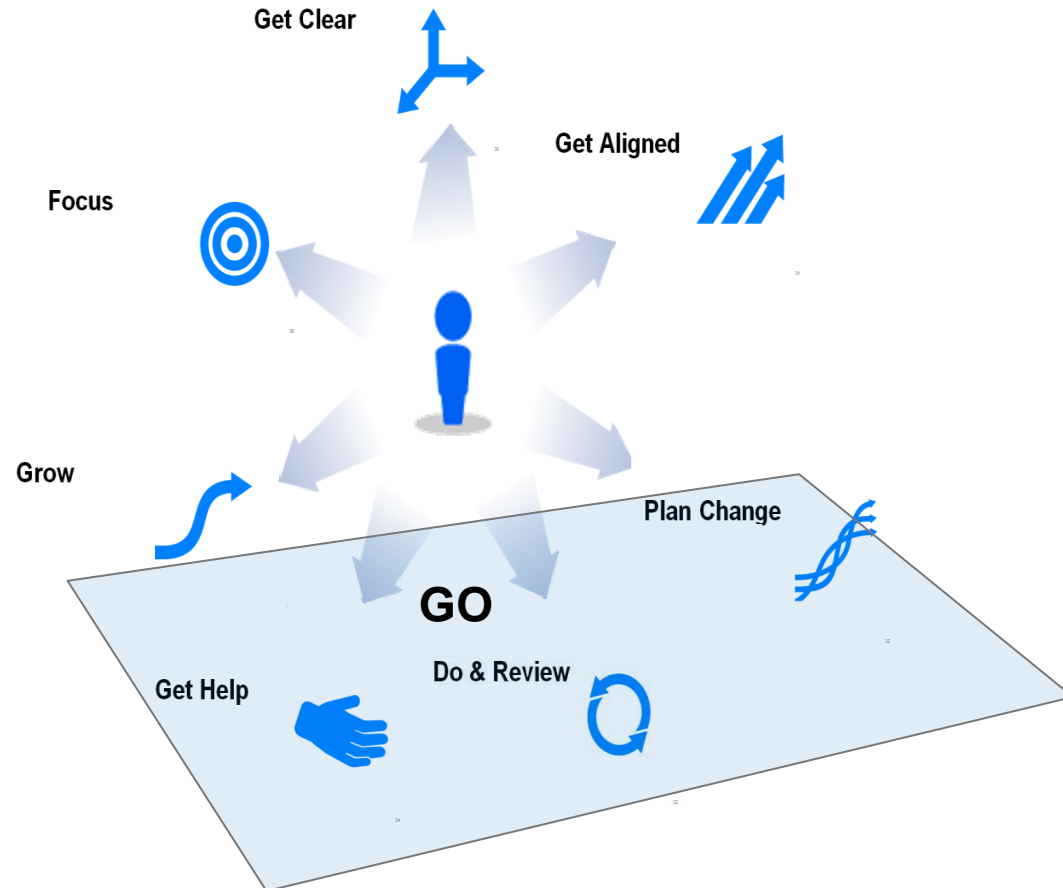 Get Clear
Get Aligned
Focus
Grow
Plan Change
GO
Do & Review
Get Help